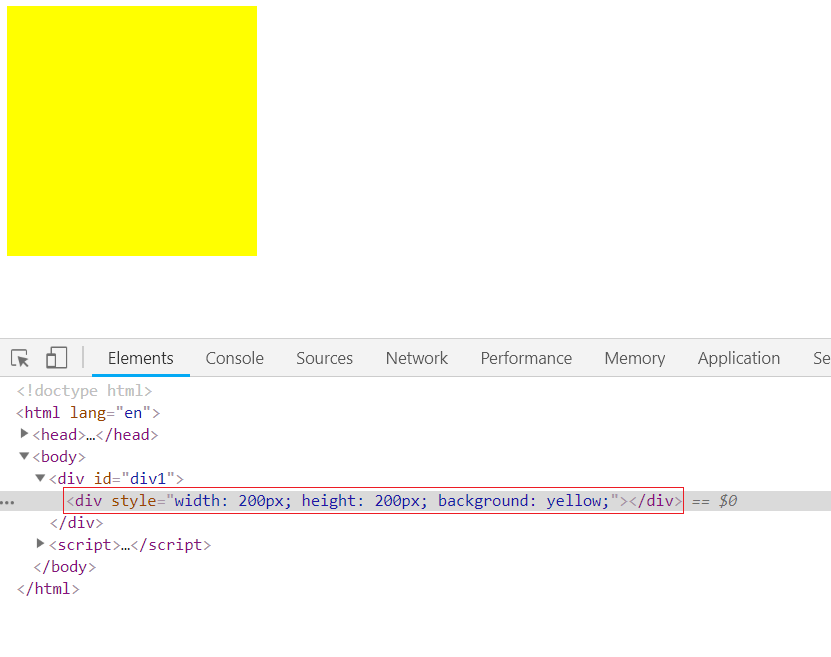 Elements Console Sources Network Performance Memory Application Se
<!doctype html>
<html lang="en">
<head>…</head>
<body>
<div id="div1">
… <div style="width: 200px; height: 200px; background: yellow;"></div> == $0
</div>
<script>…</script>
</body>
</html>